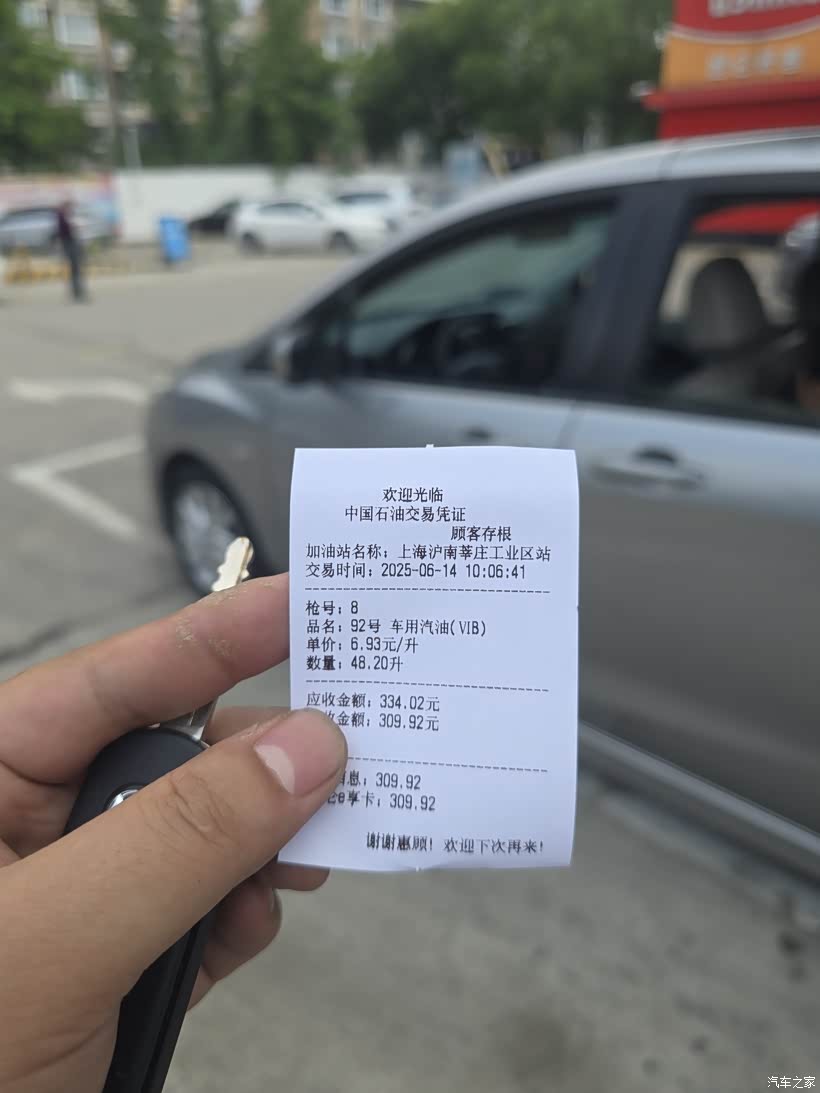 欢迎光临
中国石油交易凭证
顾客存根
加油站名称：上海沪南莘庄工业区站
交易时间：2025-06-14 10:06:41
枪号：8
品名：92号 车用汽油(VIB)
单价：6.93元/升
数量：48.20升
应收金额：334.02元
收金额：309.92元
息：309.92
e享卡：309.92
谢谢惠顾！欢迎下次再来！
汽车之家